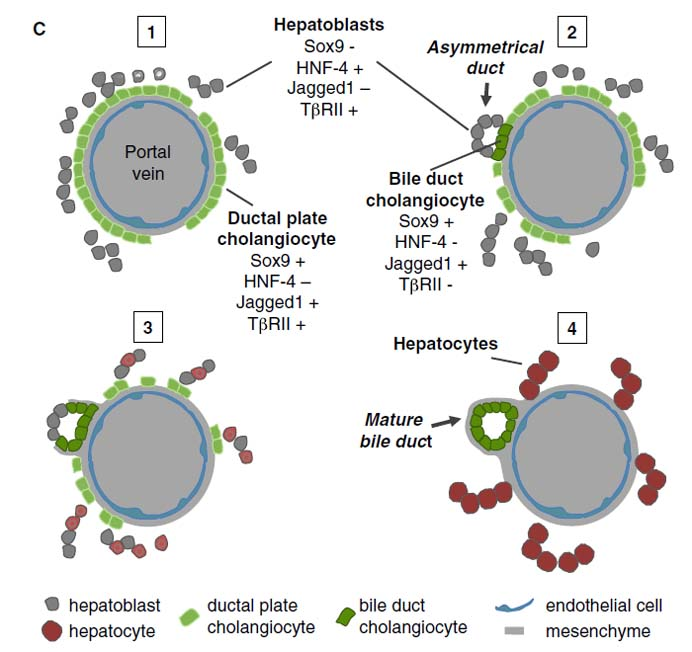 C
1
Hepatoblasts
Sox9 -
HNF-4 +
Jagged1 –
TβRII +
Asymmetrical
duct
2
Portal
vein
Ductal plate
cholangiocyte
Sox9 +
HNF-4 –
Jagged1 +
TβRII +
Bile duct
cholangiocyte
Sox9 +
HNF-4 -
Jagged1 +
TβRII -
3
Hepatocytes
4
Mature
bile duct
hepatoblast
hepatocyte
ductal plate
cholangiocyte
bile duct
cholangiocyte
endothelial cell
mesenchyme